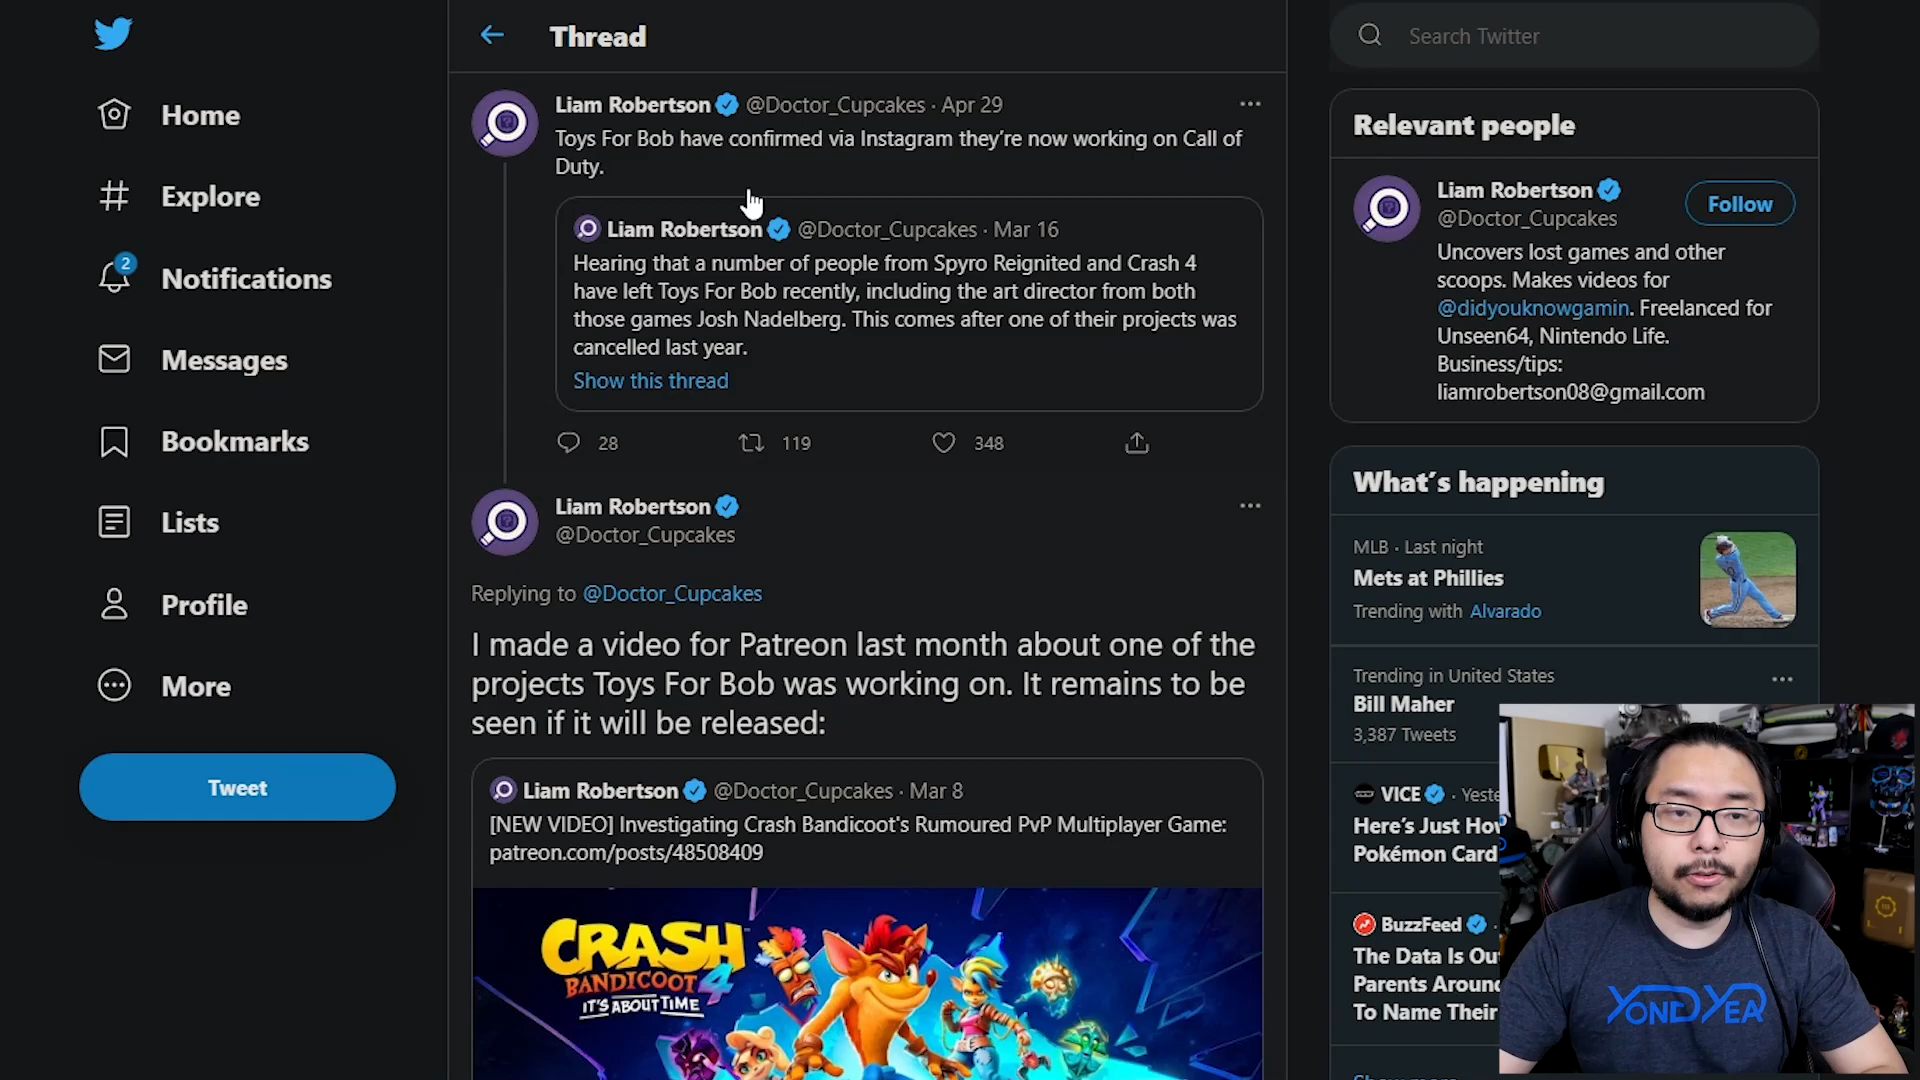 Home
Explore
2
Notifications
Messages
Bookmarks
Lists
Profile
More
Tweet
Thread
Liam Robertson @Doctor_Cupcakes · Apr 29
Toys For Bob have confirmed via Instagram they're now working on Call of
Duty.
Liam Robertson @Doctor_Cupcakes · Mar 16
Hearing that a number of people from Spyro Reignited and Crash 4
have left Toys For Bob recently, including the art director from both
those games Josh Nadelberg. This comes after one of their projects was
cancelled last year.
Show this thread
28 119 348
Liam Robertson
@Doctor_Cupcakes
Replying to @Doctor_Cupcakes
I made a video for Patreon last month about one of the
projects Toys For Bob was working on. It remains to be
seen if it will be released:
Liam Robertson @Doctor_Cupcakes · Mar 8
[NEW VIDEO] Investigating Crash Bandicoot's Rumoured PvP Multiplayer Game:
patreon.com/posts/48508409
CRASH
BANDICOOT 4
IT'S ABOUT TIME
Search Twitter
Relevant people
Liam Robertson
@Doctor_Cupcakes
Follow
Uncovers lost games and other
scoops. Makes videos for
@didyouknowgamin. Freelanced for
Unseen64, Nintendo Life.
Business/tips:
liamrobertson08@gmail.com
What's happening
MLB · Last night
Mets at Phillies
Trending with Alvarado
Trending in United States
Bill Maher
3,387 Tweets
VICE · Yeste
Here's Just How
Pokémon Card
BuzzFeed ·
The Data Is Ou
Parents Around
To Name Their
YONGYEA